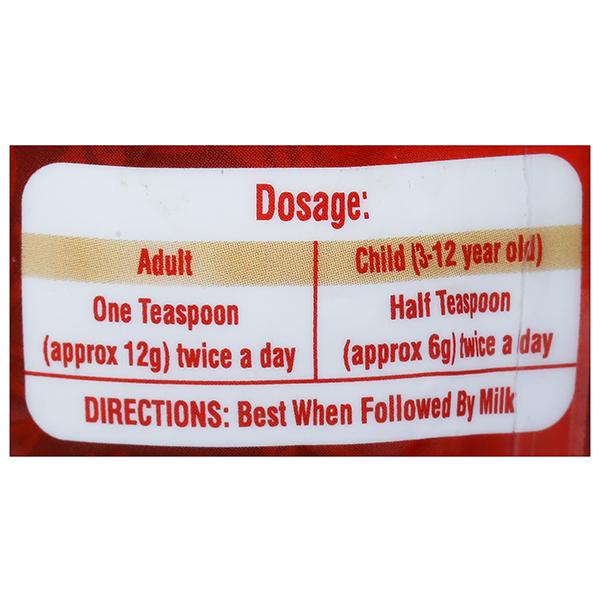 Dosage:
Adult
Child (3-12 year old)
One Teaspoon
(approx 12g) twice a day
Half Teaspoon
(approx 6g) twice a day
DIRECTIONS: Best When Followed By Milk